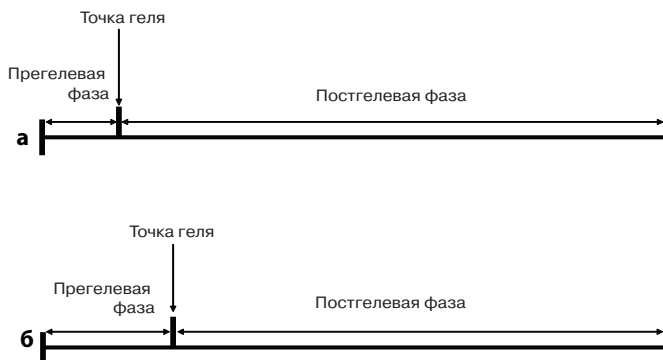 Точка геля
Прегелевая
фаза
Постгелевая фаза
а
Точка геля
Прегелевая
фаза
Постгелевая фаза
б